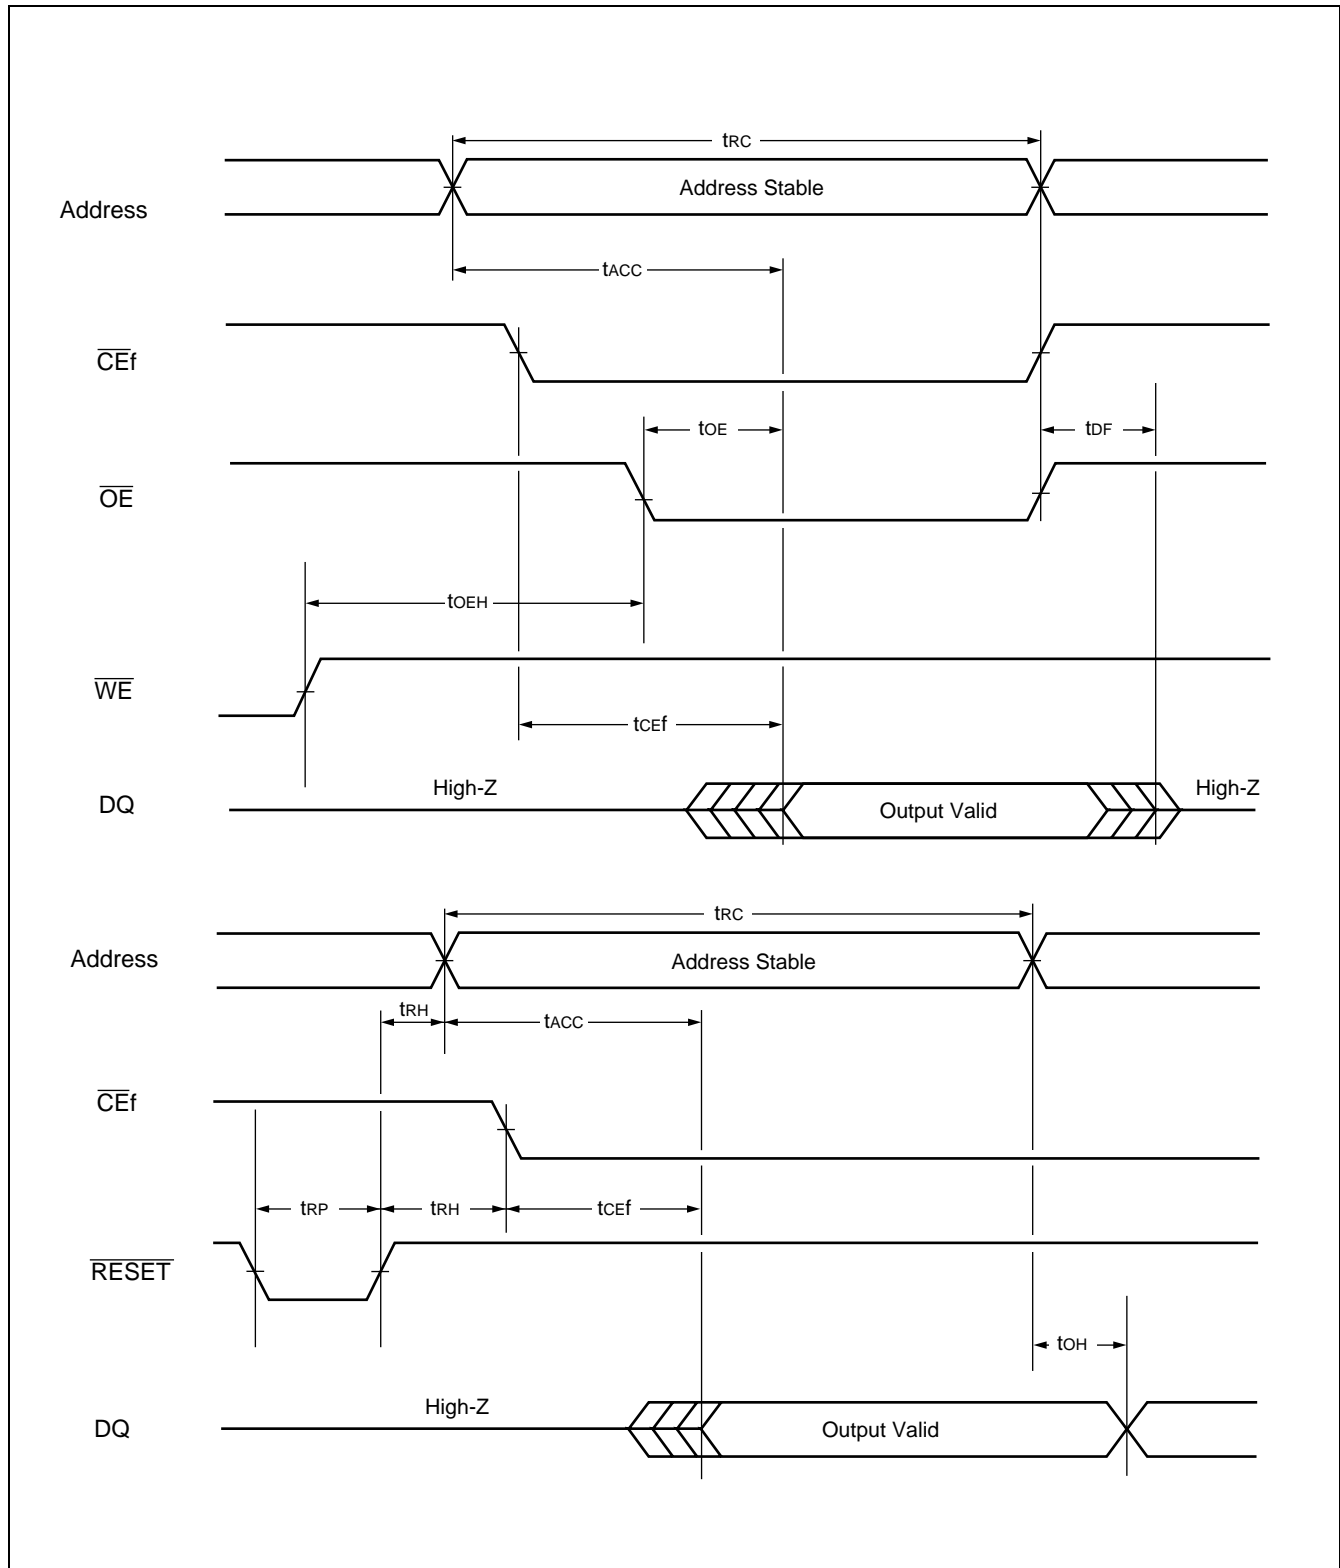 tRC
Address Stable
Address
tACC
CEf
tOE
tDF
OE
tOEH
WE
tCEf
High-Z
High-Z
DQ
Output Valid
tRC
Address
Address Stable
tRH
tACC
CEf
tRP
tRH
tCEf
RESET
tOH
High-Z
DQ
Output Valid